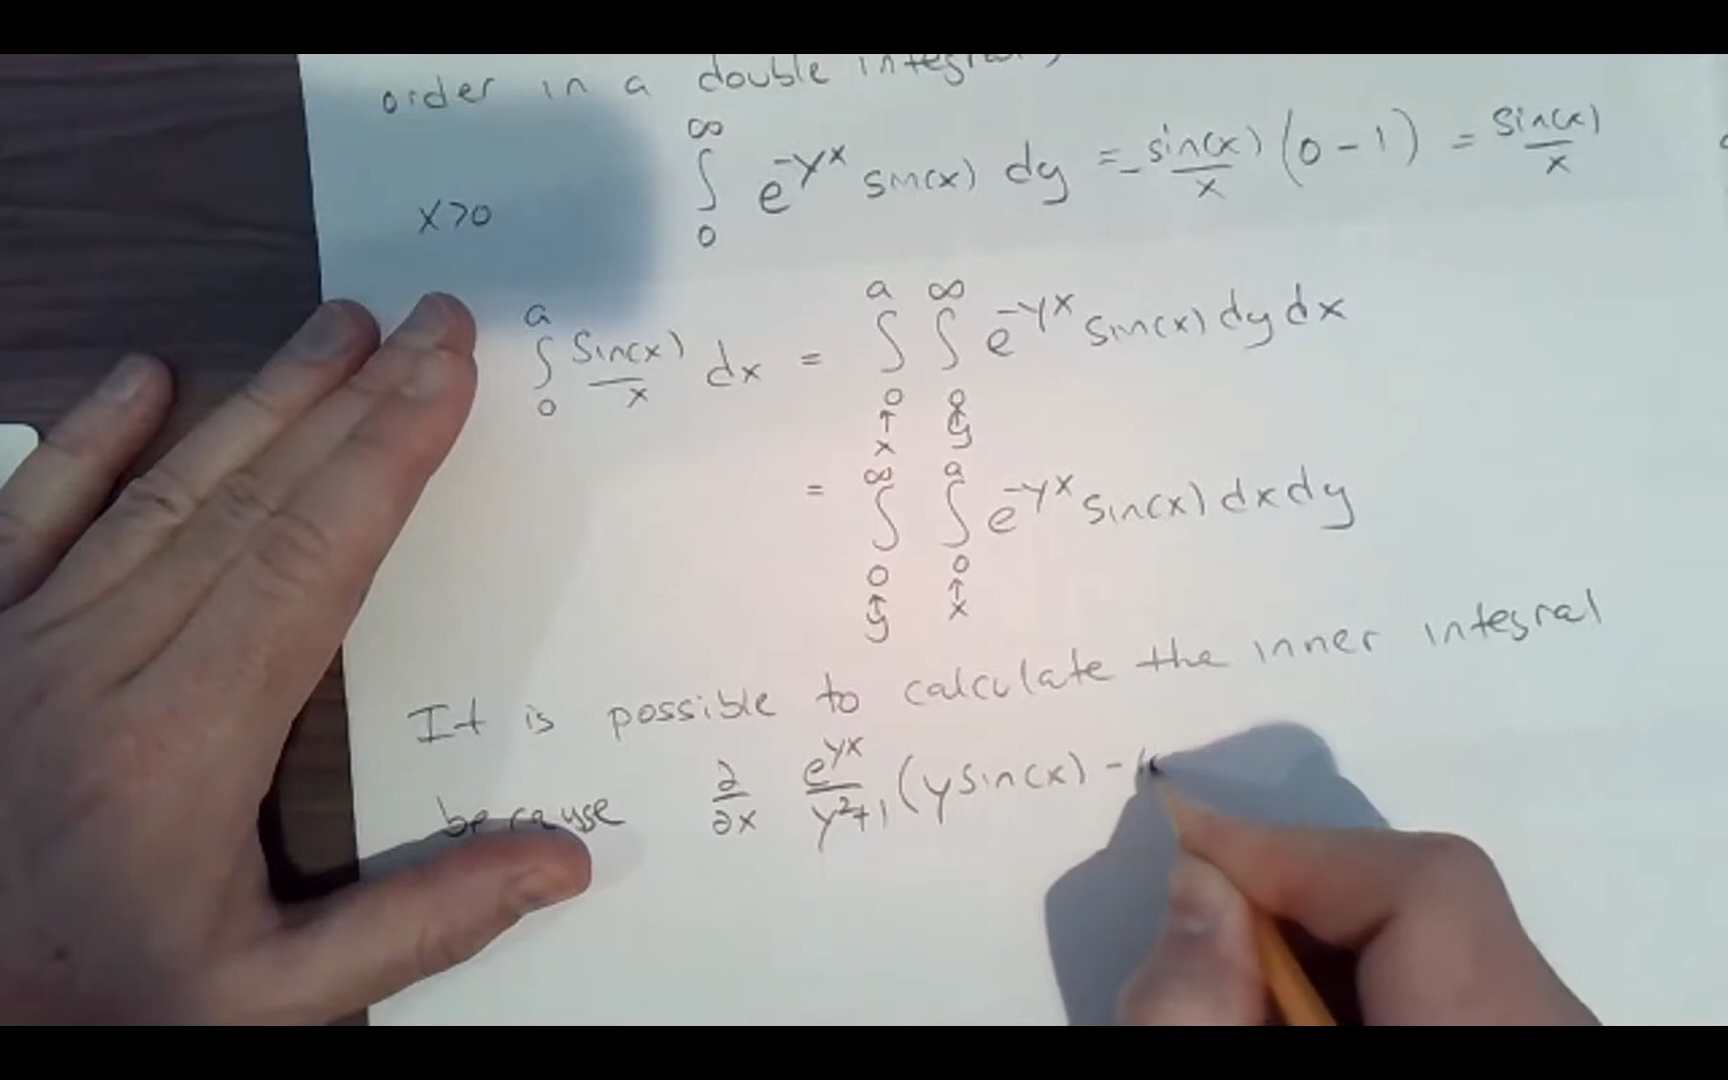 order in a double integral,
x>0 ∞ ∫ 0 e^{-yx} sin(x) dy = -sin(x)/x (0-1) = sin(x)/x
a ∫ 0 sin(x)/x dx = a ∫ 0 ↑ x ∞ ∫ 0 ↑ y e^{-yx} sin(x) dy dx
= ∞ ∫ 0 ↑ y a ∫ 0 ↑ x e^{-yx} sin(x) dx dy
It is possible to calculate the inner integral
because ∂/∂x e^{yx}/y²+1 (y sin(x) -